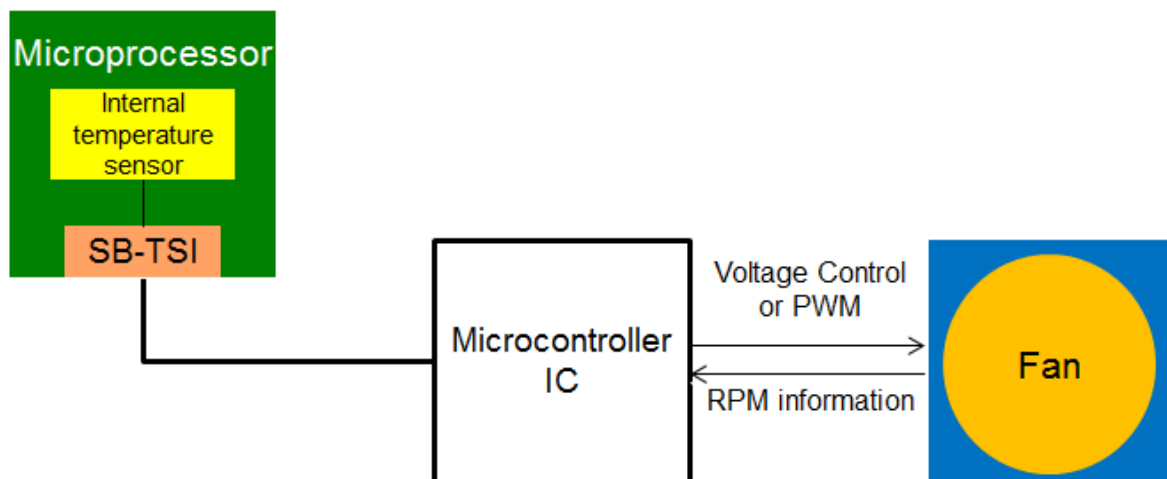 Microprocessor
Internal
temperature
sensor
SB-TSI
Microcontroller
IC
Voltage Control
or PWM
RPM information
Fan